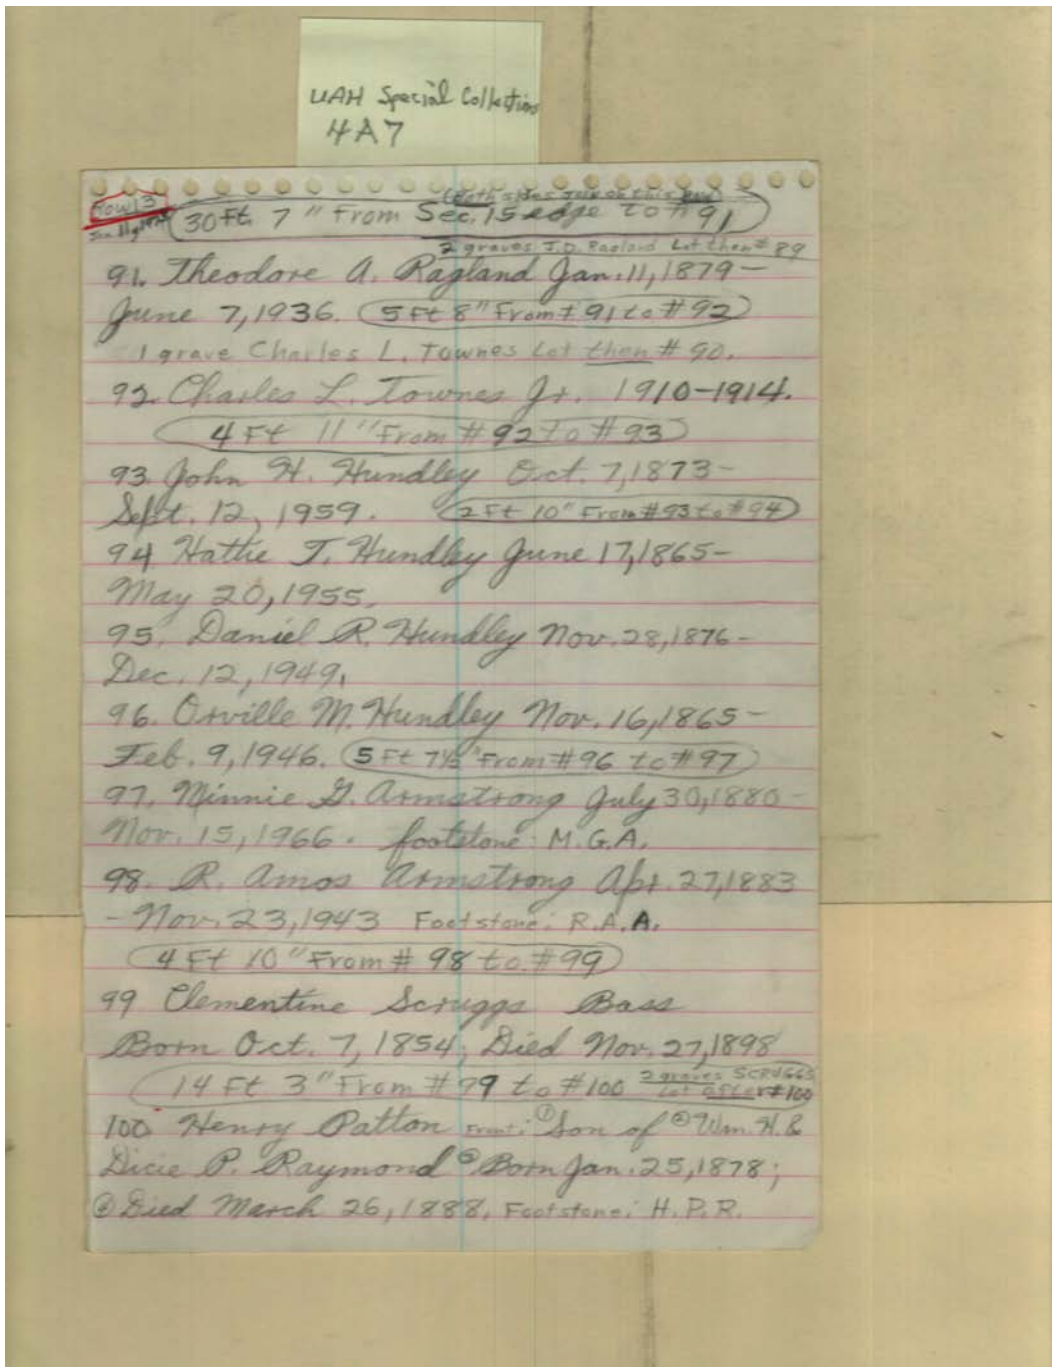 UAH Special Collection
4A7
(Both sides
Row 13
30 Ft. 7" From Sec. 15 edge to # 91
2 graves J.D. Ragland Lot then # 89
91. Theodore A. Ragland Jan. 11, 1879-
June 7, 1936. 5 Ft 8" From # 91 to # 92
1 grave Charles L. Townes Lot then # 90.
92. Charles L. Townes Jr. 1910-1914.
4 Ft 11" From # 92 to # 93
93. John H. Hundley Oct. 7, 1873-
Sept. 12, 1959. 2 Ft 10" From # 93 to # 94
94. Hattie T. Hundley June 17, 1865-
May 20, 1955.
95. Daniel R. Hundley Nov. 28, 1876-
Dec. 12, 1949.
96. Orville M. Hundley Nov. 16, 1865-
Feb. 9, 1946. 5 Ft 7½" From # 96 to # 97
97. Minnie G. Armstrong July 30, 1880-
Nov. 15, 1966. footstone: M.G.A.
98. R. Amos Armstrong Apr. 27, 1883
- Nov. 23, 1943 Footstone: R.A.A.
4 Ft 10" From # 98 to # 99
99 Clementine Scruggs Bass
Born Oct. 7, 1854; Died Nov. 27, 1898
14 Ft 3" From # 99 to # 100 2 graves SCRUGGS
Lot after # 100
100 Henry Patton Front: ① Son of ② Wm. H. &
Dicie P. Raymond ③ Born Jan. 25, 1878;
④ Died March 26, 1888. Footstone: H.P.R.